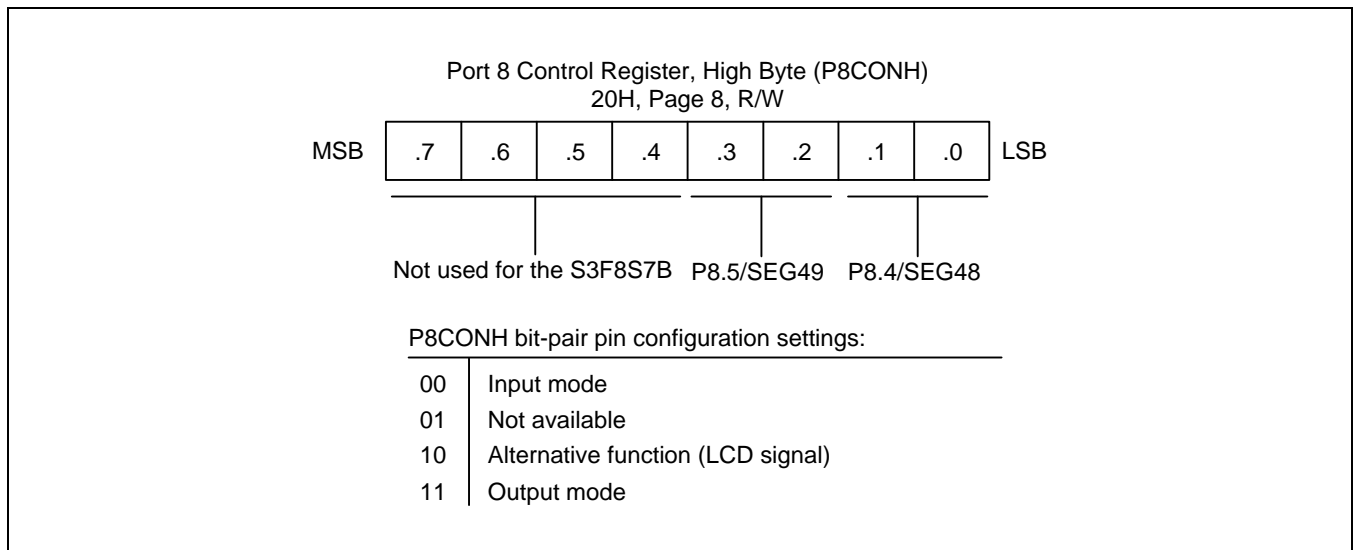 Port 8 Control Register, High Byte (P8CONH)
20H, Page 8, R/W
MSB .7 .6 .5 .4 .3 .2 .1 .0 LSB
Not used for the S3F8S7B P8.5/SEG49 P8.4/SEG48
P8CONH bit-pair pin configuration settings:
00 Input mode
01 Not available
10 Alternative function (LCD signal)
11 Output mode